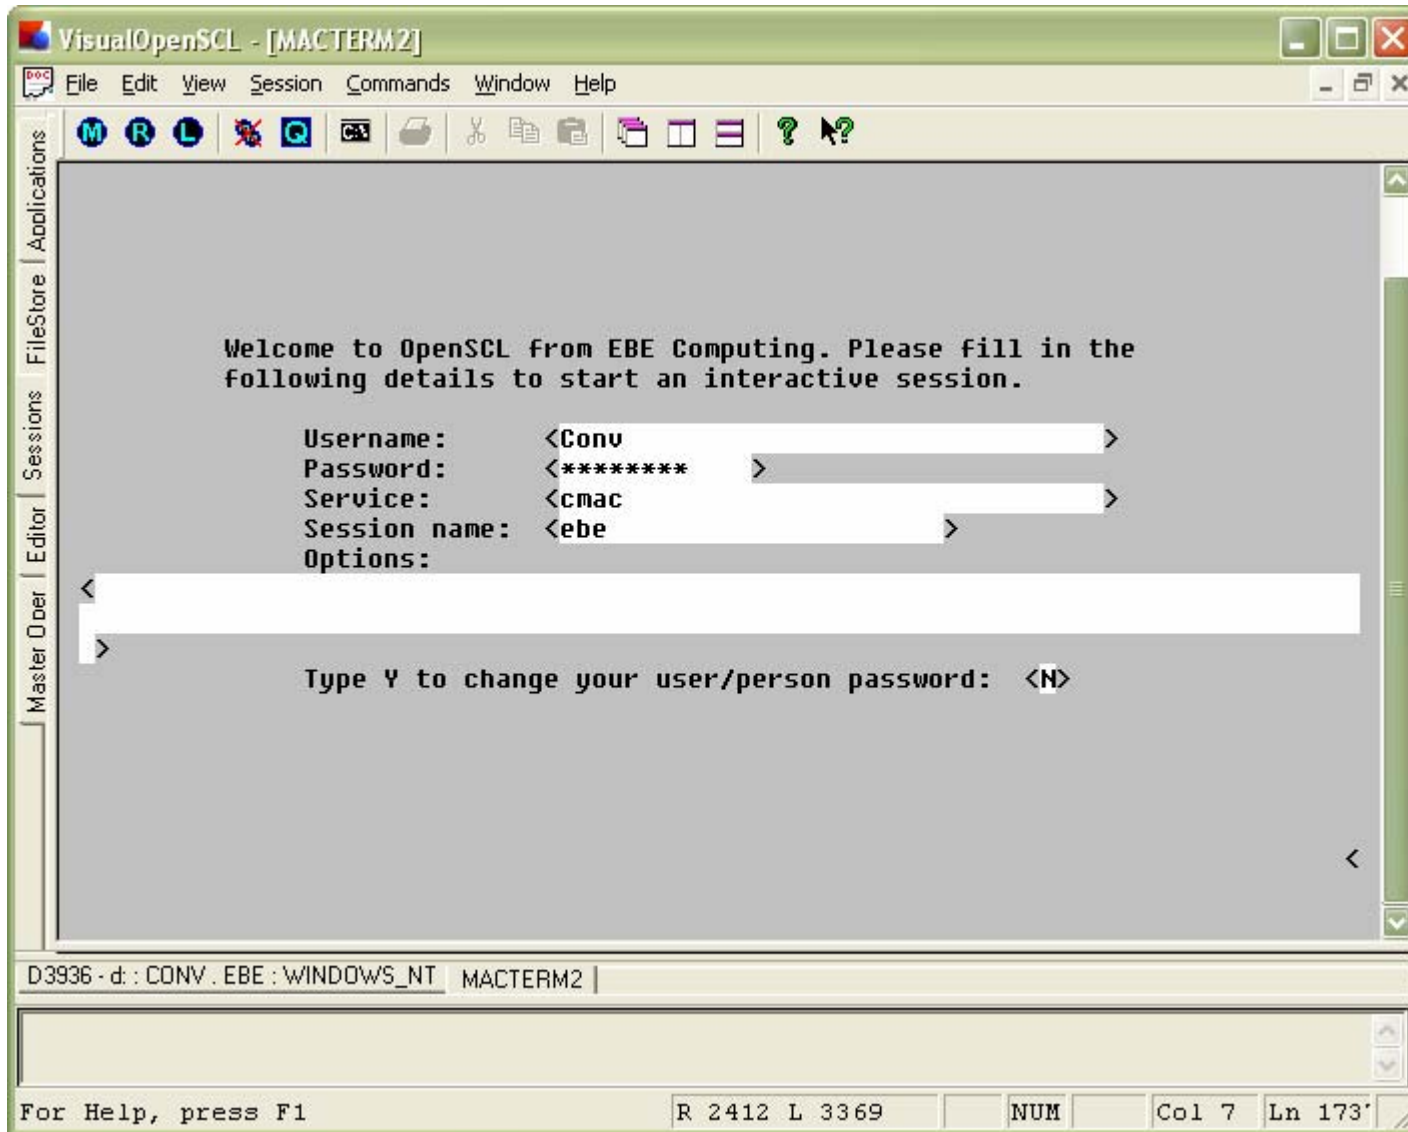 VisualOpenSCL - [MACTERM2]
DOC File Edit View Session Commands Window Help
M R L Q C:\
Applications
FileStore
Sessions
Editor
Master Oper
Welcome to OpenSCL from EBE Computing. Please fill in the
following details to start an interactive session.
Username: <Conv >
Password: <******** >
Service: <cmac >
Session name: <ebe >
Options:
<
>
Type Y to change your user/person password: <N>
<
D3936 - d: : CONV . EBE : WINDOWS_NT MACTERM2
For Help, press F1 R 2412 L 3369 NUM Col 7 Ln 173